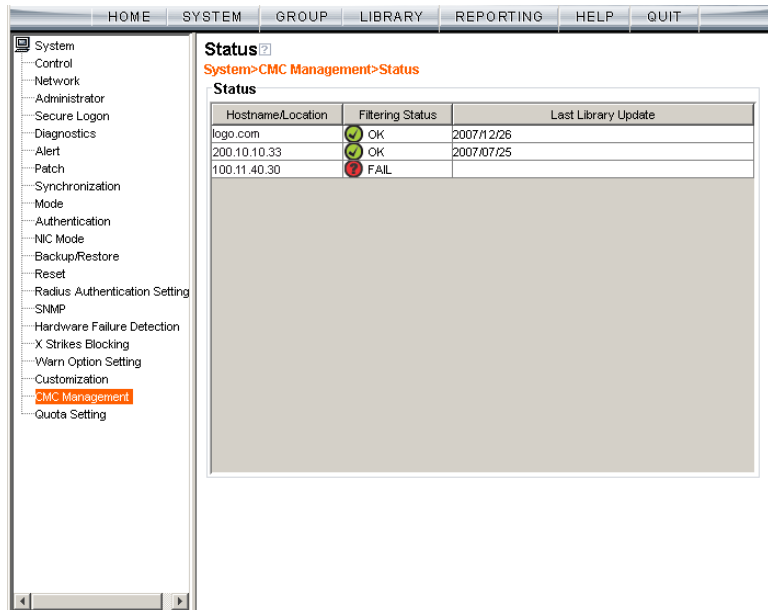 HOME SYSTEM GROUP LIBRARY REPORTING HELP QUIT
System
Control
Network
Administrator
Secure Logon
Diagnostics
Alert
Patch
Synchronization
Mode
Authentication
NIC Mode
Backup/Restore
Reset
Radius Authentication Setting
SNMP
Hardware Failure Detection
X Strikes Blocking
Warn Option Setting
Customization
CMC Management
Quota Setting
Status ?
System>CMC Management>Status
Status
Hostname/Location Filtering Status Last Library Update
logo.com OK 2007/12/26
200.10.10.33 OK 2007/07/25
100.11.40.30 ? FAIL